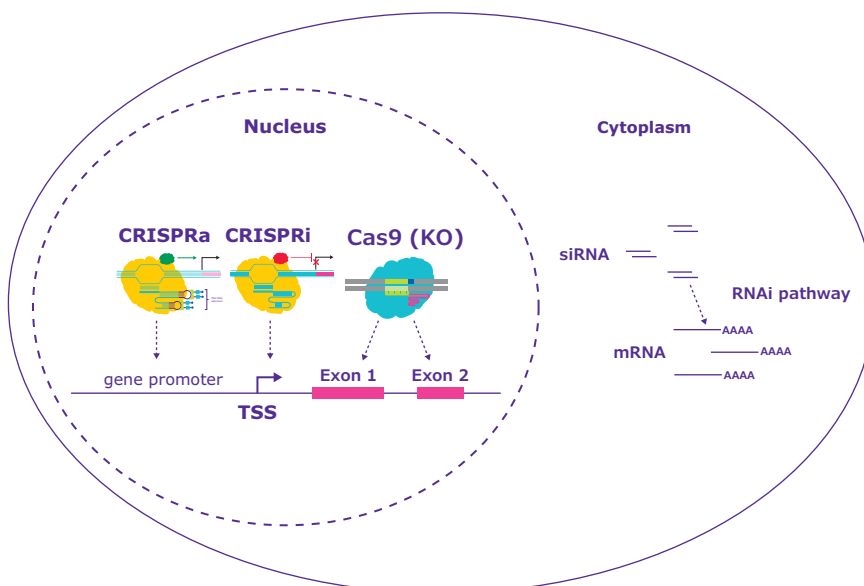 Nucleus
Cytoplasm
CRISPRa
CRISPRi
Cas9 (KO)
siRNA
RNAi pathway
mRNA
AAAA
AAAA
AAAA
gene promoter
TSS
Exon 1
Exon 2